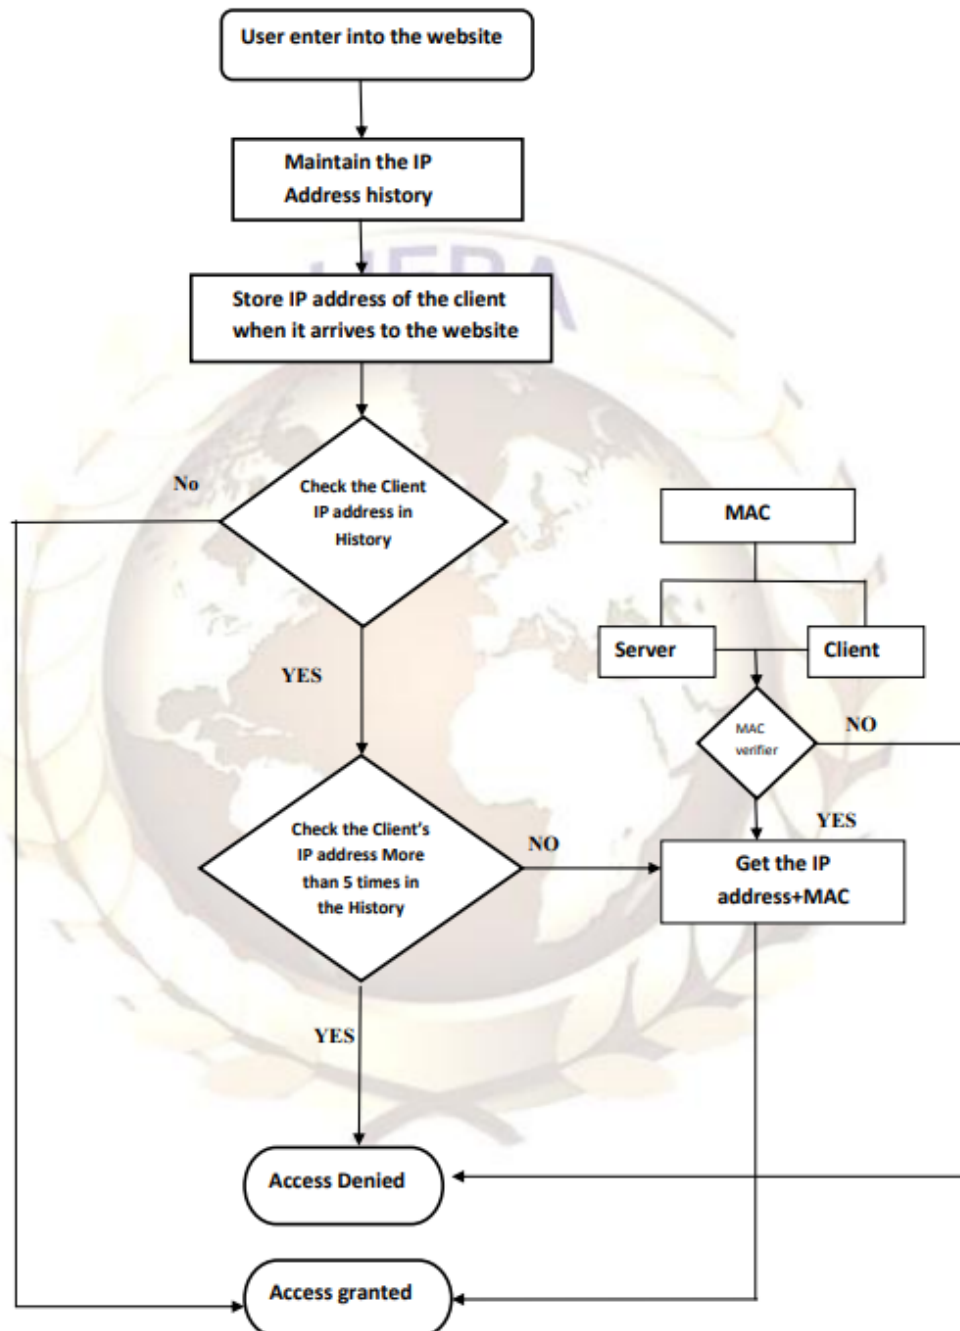 User enter into the website
Maintain the IP
Address history
Store IP address of the client
when it arrives to the website
No
Check the Client
IP address in
History
YES
MAC
Server
Client
MAC
verifier
NO
YES
Check the Client's
IP address More
than 5 times in
the History
NO
Get the IP
address+MAC
YES
Access Denied
Access granted